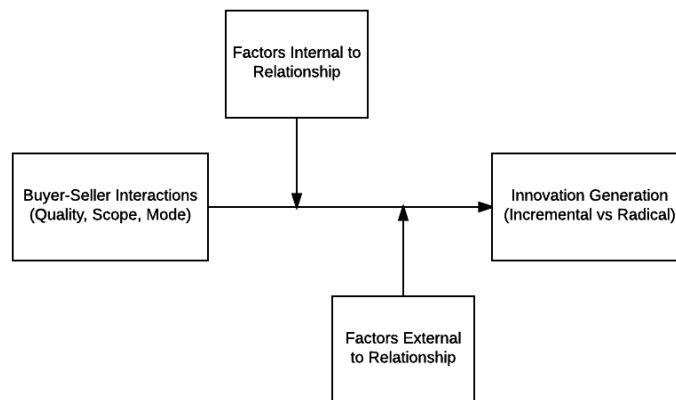 Factors Internal to
Relationship
Buyer-Seller Interactions
(Quality, Scope, Mode)
Innovation Generation
(Incremental vs Radical)
Factors External
to Relationship